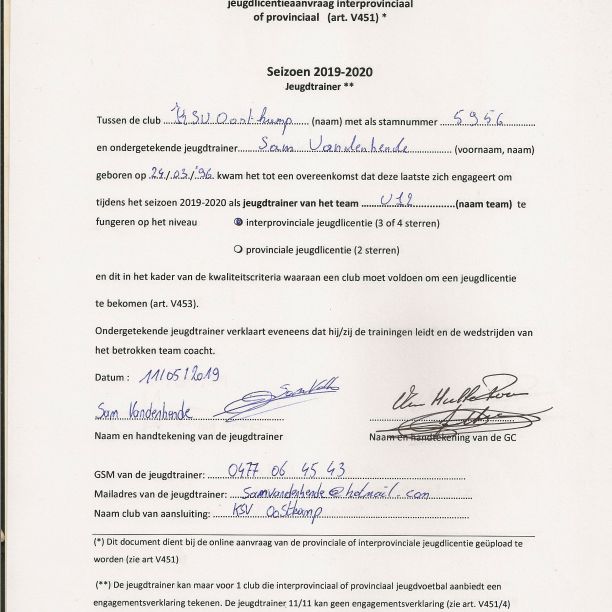 jeugdlicentieaanvraag interprovinciaal
of provinciaal (art. V451) *
Seizoen 2019-2020
Jeugdtrainer **
Tussen de club KSV Oostkamp (naam) met als stamnummer 5956
en ondergetekende jeugdtrainer Sam Vandenhende (voornaam, naam)
geboren op 24/03/'96 kwam het tot een overeenkomst dat deze laatste zich engageert om
tijdens het seizoen 2019-2020 als jeugdtrainer van het team U12 (naam team) te
fungeren op het niveau interprovinciale jeugdlicentie (3 of 4 sterren)
provinciale jeugdlicentie (2 sterren)
en dit in het kader van de kwaliteitscriteria waaraan een club moet voldoen om een jeugdlicentie
te bekomen (art. V453).
Ondergetekende jeugdtrainer verklaart eveneens dat hij/zij de trainingen leidt en de wedstrijden van
het betrokken team coacht.
Datum : 11/05/2019
Sam Vandenhende
Naam en handtekening van de jeugdtrainer Naam en handtekening van de GC
GSM van de jeugdtrainer: 0477 06 45 43
Mailadres van de jeugdtrainer: Samvandenhende@hotmail.com
Naam club van aansluiting: KSV Oostkamp
(*) Dit document dient bij de online aanvraag van de provinciale of interprovinciale jeugdlicentie geüpload te
worden (zie art V451)
(**) De jeugdtrainer kan maar voor 1 club die interprovinciaal of provinciaal jeugdvoetbal aanbiedt een
engagementsverklaring tekenen. De jeugdtrainer 11/11 kan geen engagementsverklaring (zie art. V451/4)